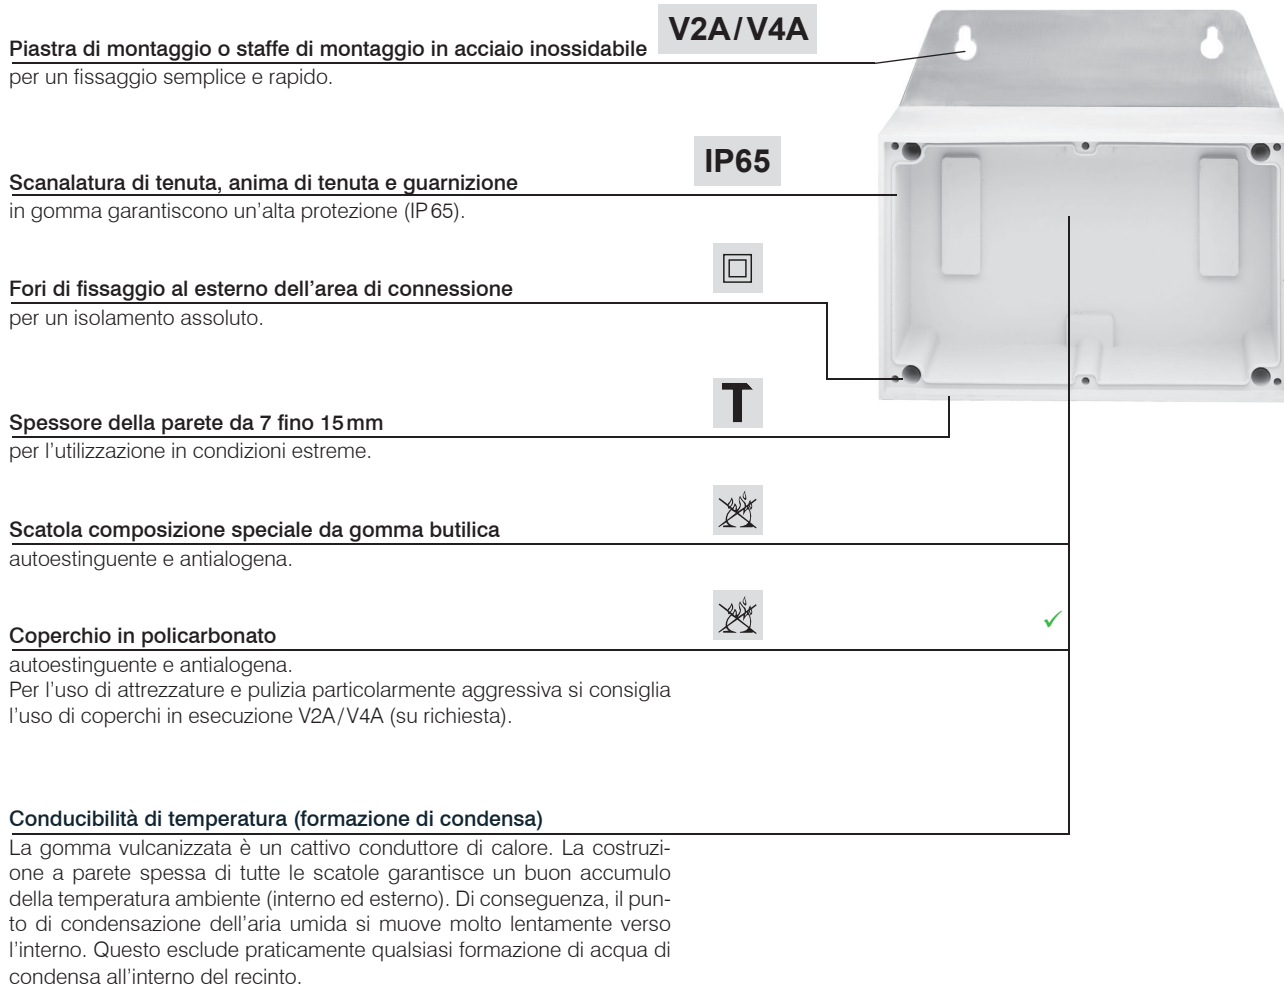 V2A/V4A
Piastra di montaggio o staffe di montaggio in acciaio inossidabile
per un fissaggio semplice e rapido.
IP65
Scanalatura di tenuta, anima di tenuta e guarnizione
in gomma garantiscono un'alta protezione (IP 65).
Fori di fissaggio al esterno dell'area di connessione
per un isolamento assoluto.
T
Spessore della parete da 7 fino 15 mm
per l'utilizzazione in condizioni estreme.
Scatola composizione speciale da gomma butilica
autoestinguente e antialogena.
Coperchio in policarbonato
autoestinguente e antialogena.
Per l'uso di attrezzature e pulizia particolarmente aggressiva si consiglia
l'uso di coperchi in esecuzione V2A/V4A (su richiesta).
Conducibilità di temperatura (formazione di condensa)
La gomma vulcanizzata è un cattivo conduttore di calore. La costruzi-
one a parete spessa di tutte le scatole garantisce un buon accumulo
della temperatura ambiente (interno ed esterno). Di conseguenza, il pun-
to di condensazione dell'aria umida si muove molto lentamente verso
l'interno. Questo esclude praticamente qualsiasi formazione di acqua di
condensa all'interno del recinto.